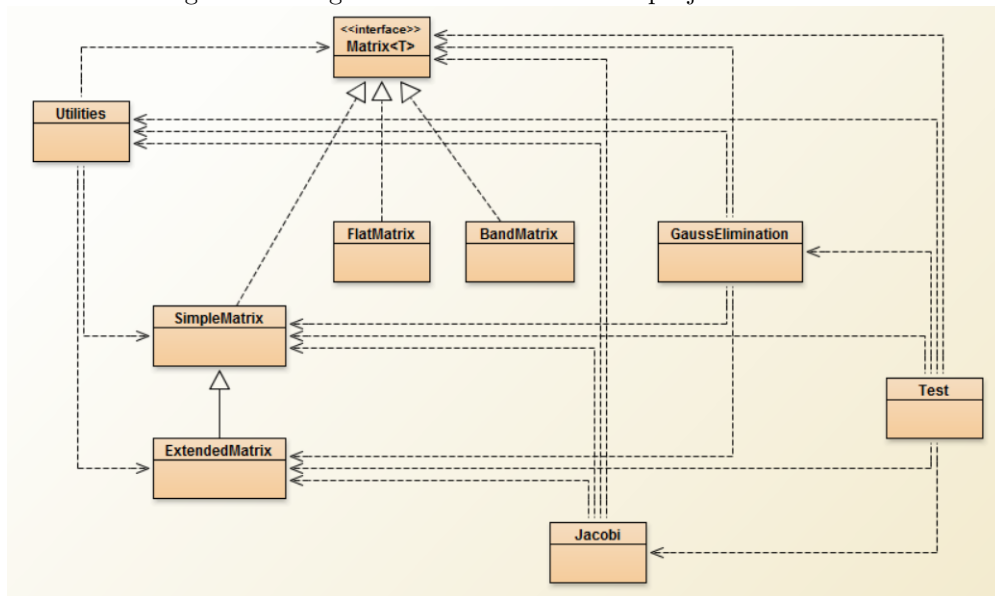 <<interface>>
Matrix<T>
Utilities
FlatMatrix
BandMatrix
GaussElimination
SimpleMatrix
Test
ExtendedMatrix
Jacobi